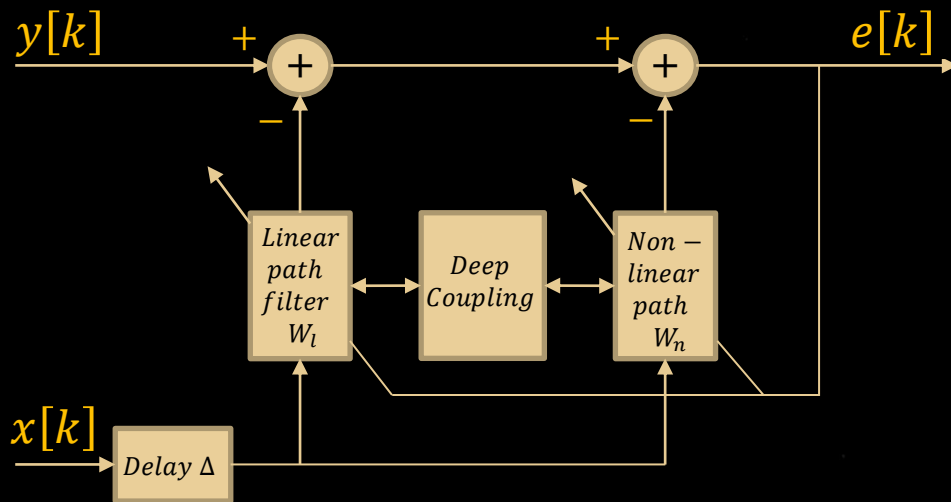 y[k]
+
+
+
+
e[k]
−
−
Linear
path
filter
W_l
Deep
Coupling
Non −
linear
path
W_n
x[k]
Delay Δ